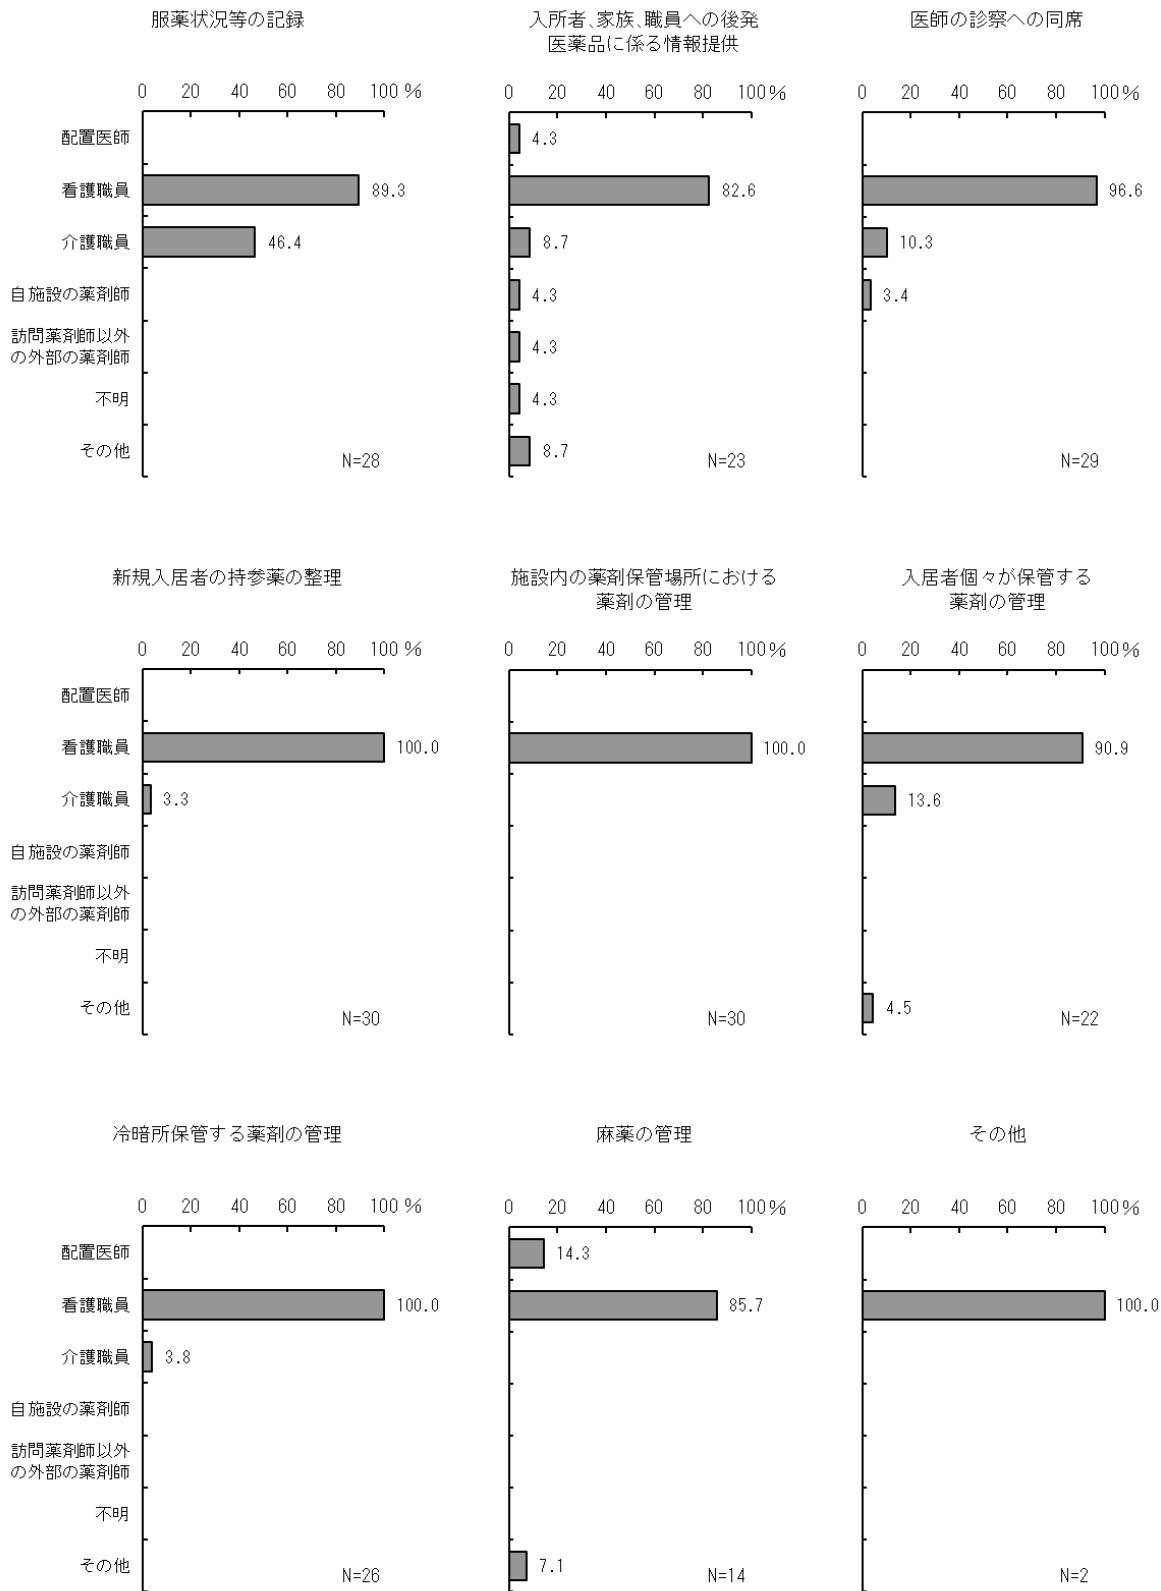 服薬状況等の記録
0 20 40 60 80 100%
配置医師
看護職員 89.3
介護職員 46.4
自施設の薬剤師
訪問薬剤師以外
の外部の薬剤師
不明
その他
N=28
入所者、家族、職員への後発
医薬品に係る情報提供
0 20 40 60 80 100%
4.3
82.6
8.7
4.3
4.3
4.3
8.7
N=23
医師の診察への同席
0 20 40 60 80 100%
96.6
10.3
3.4
N=29
新規入居者の持参薬の整理
0 20 40 60 80 100%
配置医師
看護職員 100.0
介護職員 3.3
自施設の薬剤師
訪問薬剤師以外
の外部の薬剤師
不明
その他
N=30
施設内の薬剤保管場所における
薬剤の管理
0 20 40 60 80 100%
100.0
N=30
入居者個々が保管する
薬剤の管理
0 20 40 60 80 100%
90.9
13.6
4.5
N=22
冷暗所保管する薬剤の管理
0 20 40 60 80 100%
配置医師
看護職員 100.0
介護職員 3.8
自施設の薬剤師
訪問薬剤師以外
の外部の薬剤師
不明
その他
N=26
麻薬の管理
0 20 40 60 80 100%
14.3
85.7
7.1
N=14
その他
0 20 40 60 80 100%
100.0
N=2